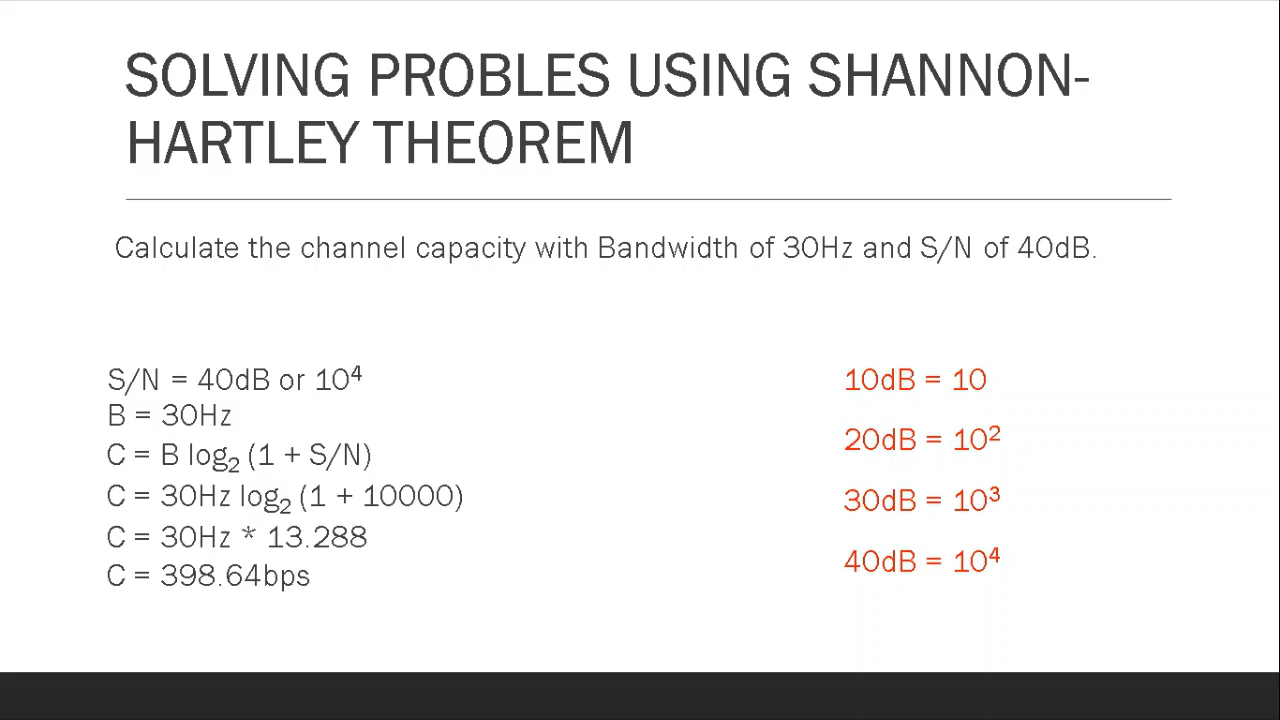 SOLVING PROBLES USING SHANNON-
HARTLEY THEOREM
Calculate the channel capacity with Bandwidth of 30Hz and S/N of 40dB.
S/N = 40dB or 10⁴
B = 30Hz
C = B log₂ (1 + S/N)
C = 30Hz log₂ (1 + 10000)
C = 30Hz * 13.288
C = 398.64bps
10dB = 10
20dB = 10²
30dB = 10³
40dB = 10⁴